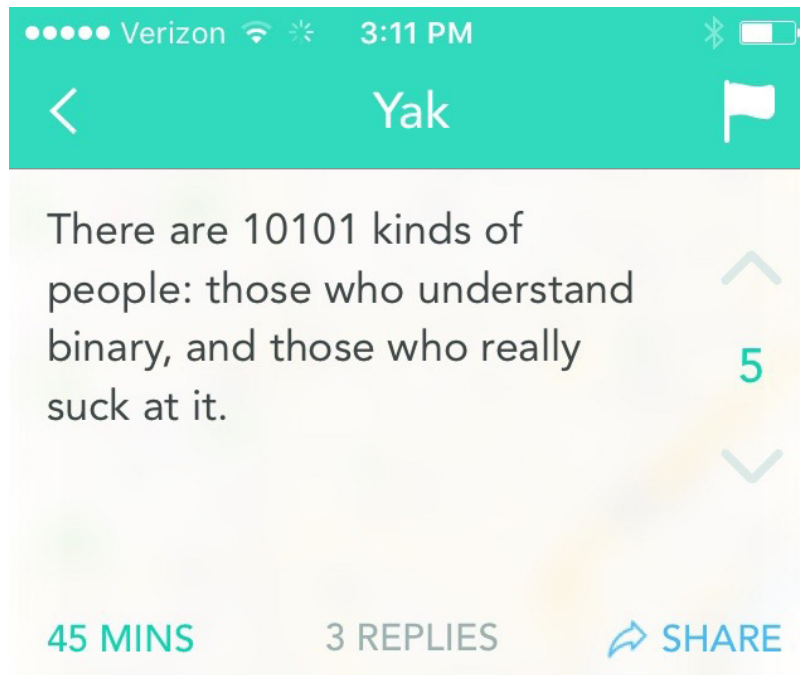 Verizon 3:11 PM
Yak
There are 10101 kinds of
people: those who understand
binary, and those who really
suck at it.
5
45 MINS 3 REPLIES SHARE